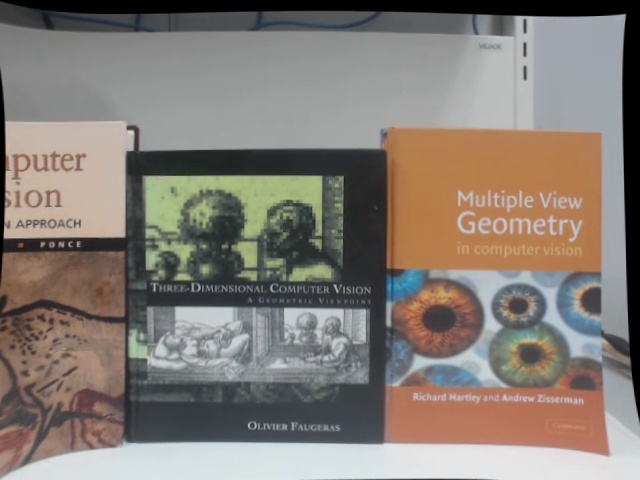 mputer
sion
N APPROACH
PONCE
THREE-DIMENSIONAL COMPUTER VISION
A GEOMETRIC VIEWPOINT
OLIVIER FAUGERAS
Multiple View
Geometry
in computer vision
Richard Hartley and Andrew Zisserman
CAMBRIDGE